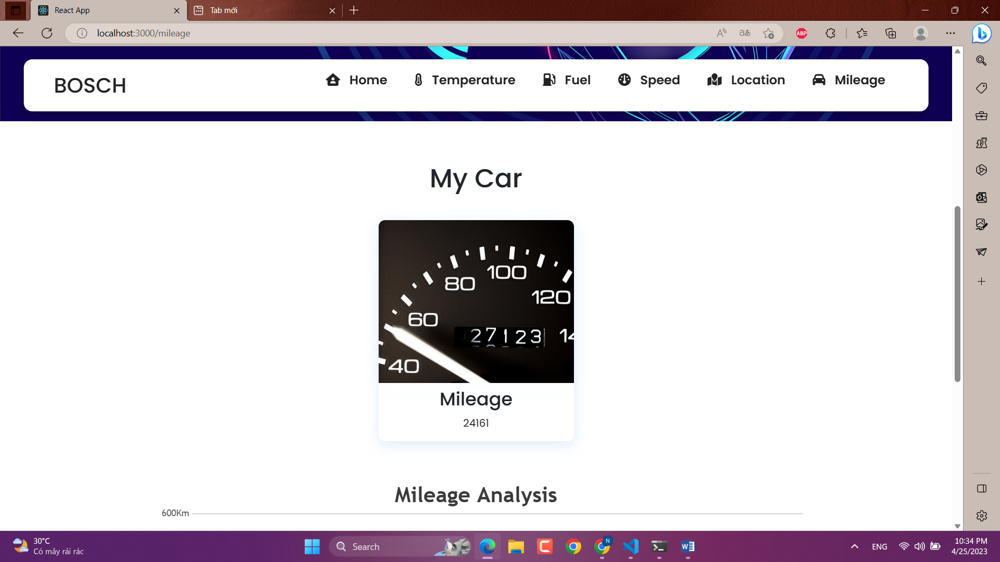 React App
Tab mới
localhost:3000/mileage
ABP
BOSCH
Home
Temperature
Fuel
Speed
Location
Mileage
My Car
100
80
120
60
27123
14
40
Mileage
24161
Mileage Analysis
600Km
30°C
Có mây rải rác
Search
N
ENG
10:34 PM
4/25/2023